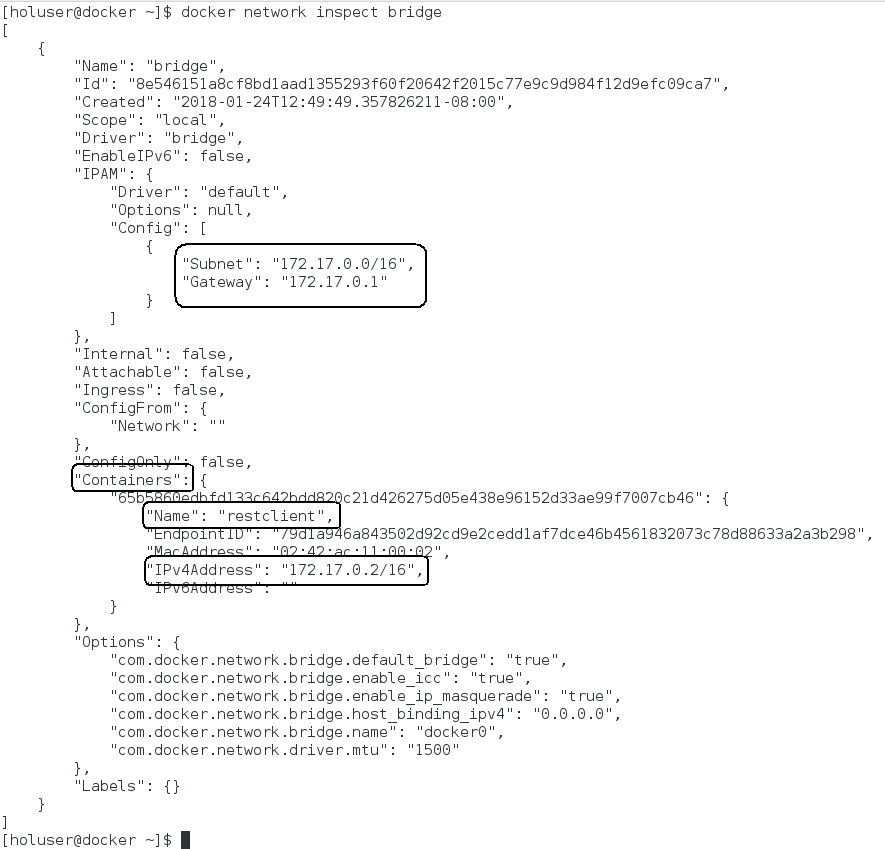 [holuser@docker ~]$ docker network inspect bridge
[
    {
        "Name": "bridge",
        "Id": "8e546151a8cf8bd1aad1355293f60f20642f2015c77e9c9d984f12d9efc09ca7",
        "Created": "2018-01-24T12:49:49.357826211-08:00",
        "Scope": "local",
        "Driver": "bridge",
        "EnableIPv6": false,
        "IPAM": {
            "Driver": "default",
            "Options": null,
            "Config": [
                {
                    "Subnet": "172.17.0.0/16",
                    "Gateway": "172.17.0.1"
                }
            ]
        },
        "Internal": false,
        "Attachable": false,
        "Ingress": false,
        "ConfigFrom": {
            "Network": ""
        },
        "ConfigOnly": false,
        "Containers": {
            "65b5860edbfd133c642bdd820c21d426275d05e438e96152d33ae99f7007cb46": {
                "Name": "restclient",
                "EndpointID": "79d1a946a843502d92cd9e2cedd1af7dce46b4561832073c78d88633a2a3b298",
                "MacAddress": "02:42:ac:11:00:02",
                "IPv4Address": "172.17.0.2/16",
                "IPv6Address": ""
            }
        },
        "Options": {
            "com.docker.network.bridge.default_bridge": "true",
            "com.docker.network.bridge.enable_icc": "true",
            "com.docker.network.bridge.enable_ip_masquerade": "true",
            "com.docker.network.bridge.host_binding_ipv4": "0.0.0.0",
            "com.docker.network.bridge.name": "docker0",
            "com.docker.network.driver.mtu": "1500"
        },
        "Labels": {}
    }
]
[holuser@docker ~]$